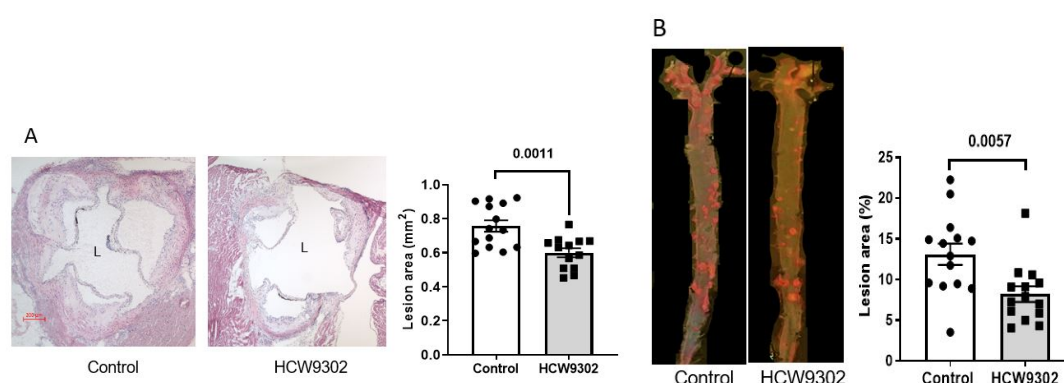 A
L
L
Control
HCW9302
0.0011
Lesion area (mm²)
1.0
0.8
0.6
0.4
0.2
0.0
Control
HCW9302
B
Control
HCW9302
0.0057
Lesion area (%)
25
20
15
10
5
0
Control
HCW9302